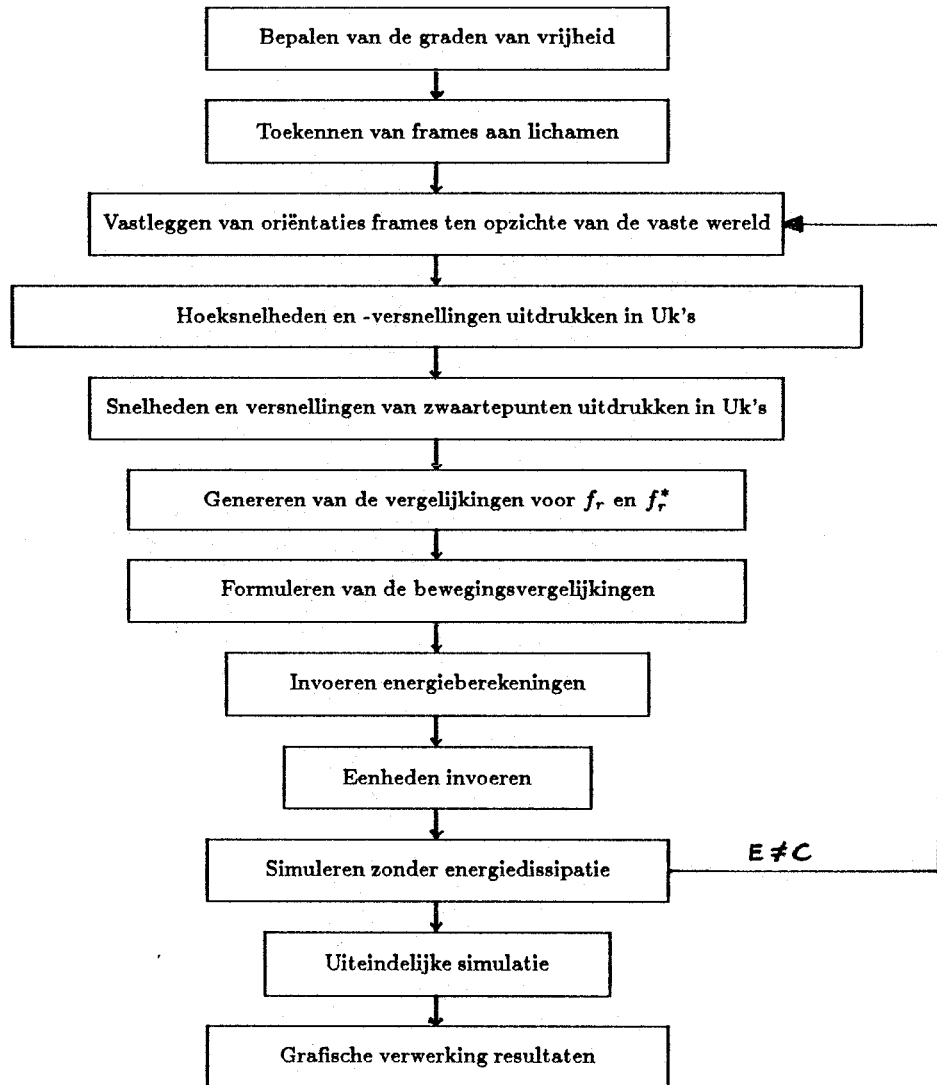 Bepalen van de graden van vrijheid
Toekennen van frames aan lichamen
Vastleggen van oriëntaties frames ten opzichte van de vaste wereld
Hoeksnelheden en -versnellingen uitdrukken in Uk's
Snelheden en versnellingen van zwaartepunten uitdrukken in Uk's
Genereren van de vergelijkingen voor $f_r$ en $f_r^*$
Formuleren van de bewegingsvergelijkingen
Invoeren energieberekeningen
Eenheden invoeren
Simuleren zonder energiedissipatie
E ≠ C
Uiteindelijke simulatie
Grafische verwerking resultaten